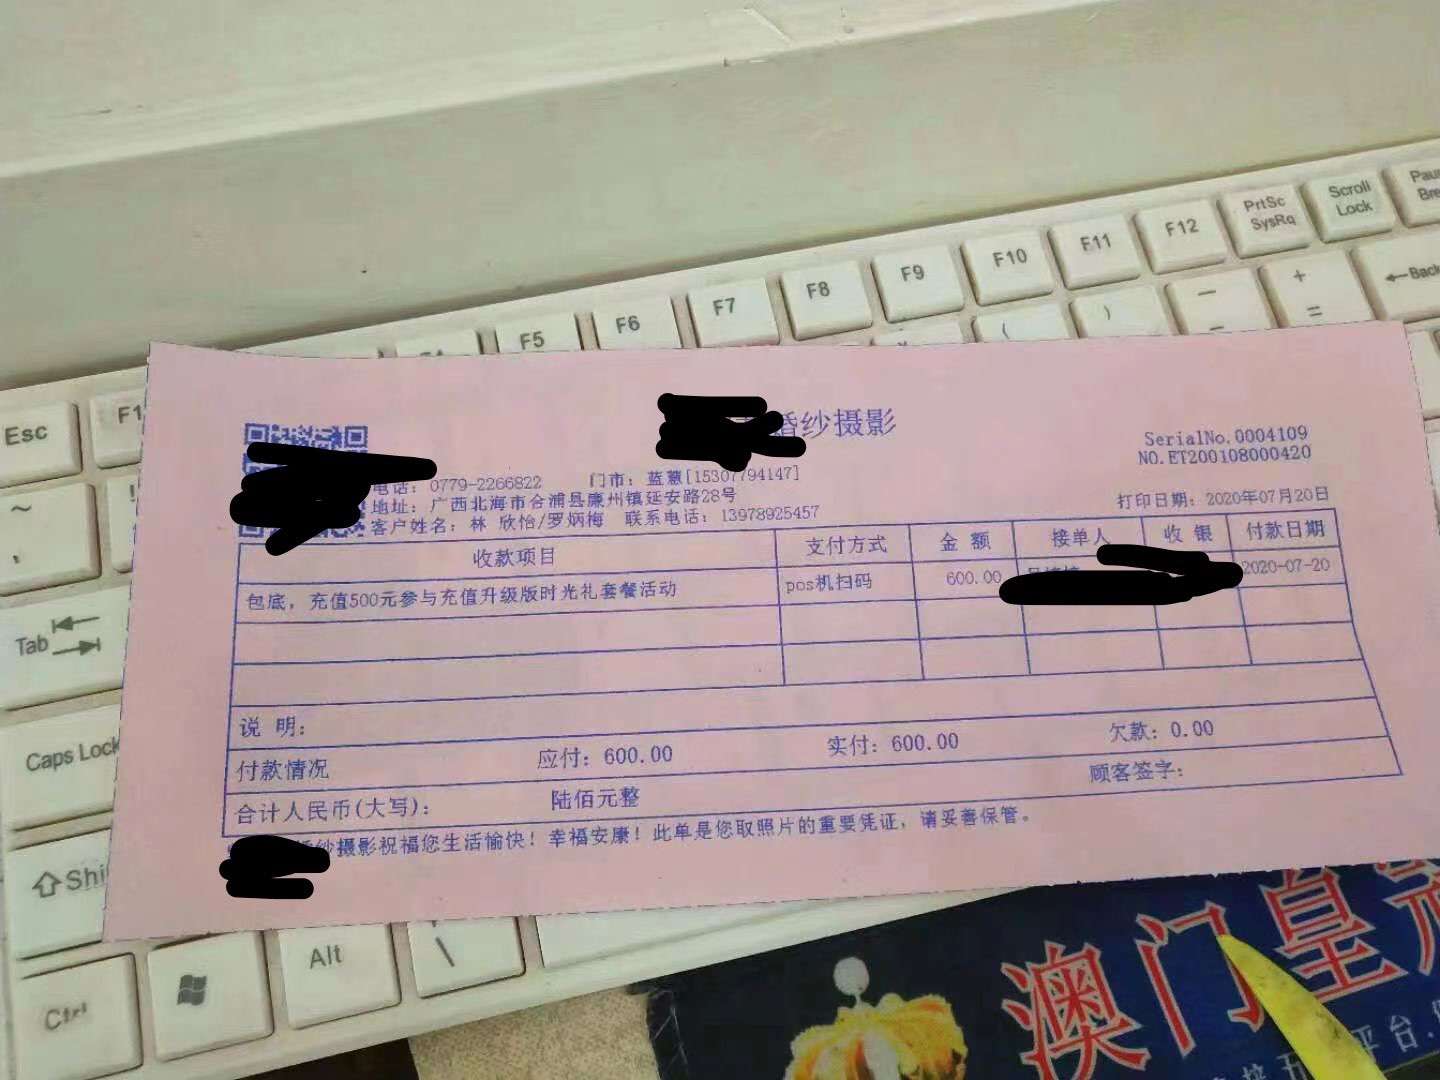 PrtSc
SysRq
Scroll
Lock
F5
F6
F7
F8
F9
F10
F11
F12
Esc
F1
Tab
Caps Lock
Alt
Ctrl
婚纱摄影
SerialNo.0004109
NO.ET200108000420
电话: 0779-2266822 门市: 蓝慧[15307794147]
地址: 广西北海市合浦县廉州镇延安路28号
客户姓名: 林 欣怡/罗炳梅 联系电话: 13978925457
打印日期: 2020年07月20日
收款项目 支付方式 金 额 接单人 收 银 付款日期
包底，充值500元参与充值升级版时光礼套餐活动 pos机扫码 600.00 2020-07-20
说 明:
付款情况 应付: 600.00 实付: 600.00 欠款: 0.00
合计人民币(大写): 陆佰元整 顾客签字:
纱摄影祝福您生活愉快！幸福安康！此单是您取照片的重要凭证，请妥善保管。
澳门皇
平台